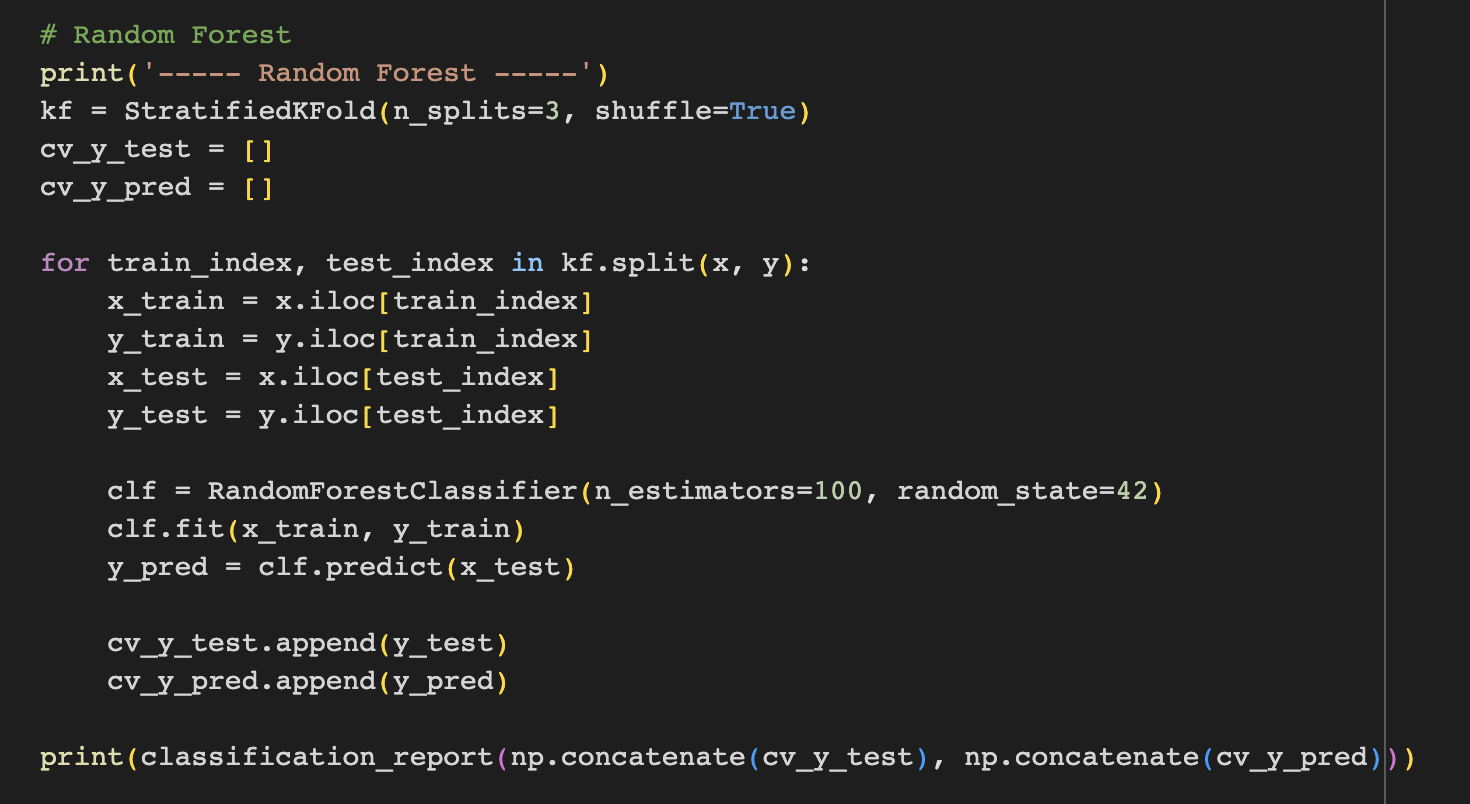 # Random Forest
print('----- Random Forest -----')
kf = StratifiedKFold(n_splits=3, shuffle=True)
cv_y_test = []
cv_y_pred = []

for train_index, test_index in kf.split(x, y):
    x_train = x.iloc[train_index]
    y_train = y.iloc[train_index]
    x_test = x.iloc[test_index]
    y_test = y.iloc[test_index]

    clf = RandomForestClassifier(n_estimators=100, random_state=42)
    clf.fit(x_train, y_train)
    y_pred = clf.predict(x_test)

    cv_y_test.append(y_test)
    cv_y_pred.append(y_pred)

print(classification_report(np.concatenate(cv_y_test), np.concatenate(cv_y_pred)))